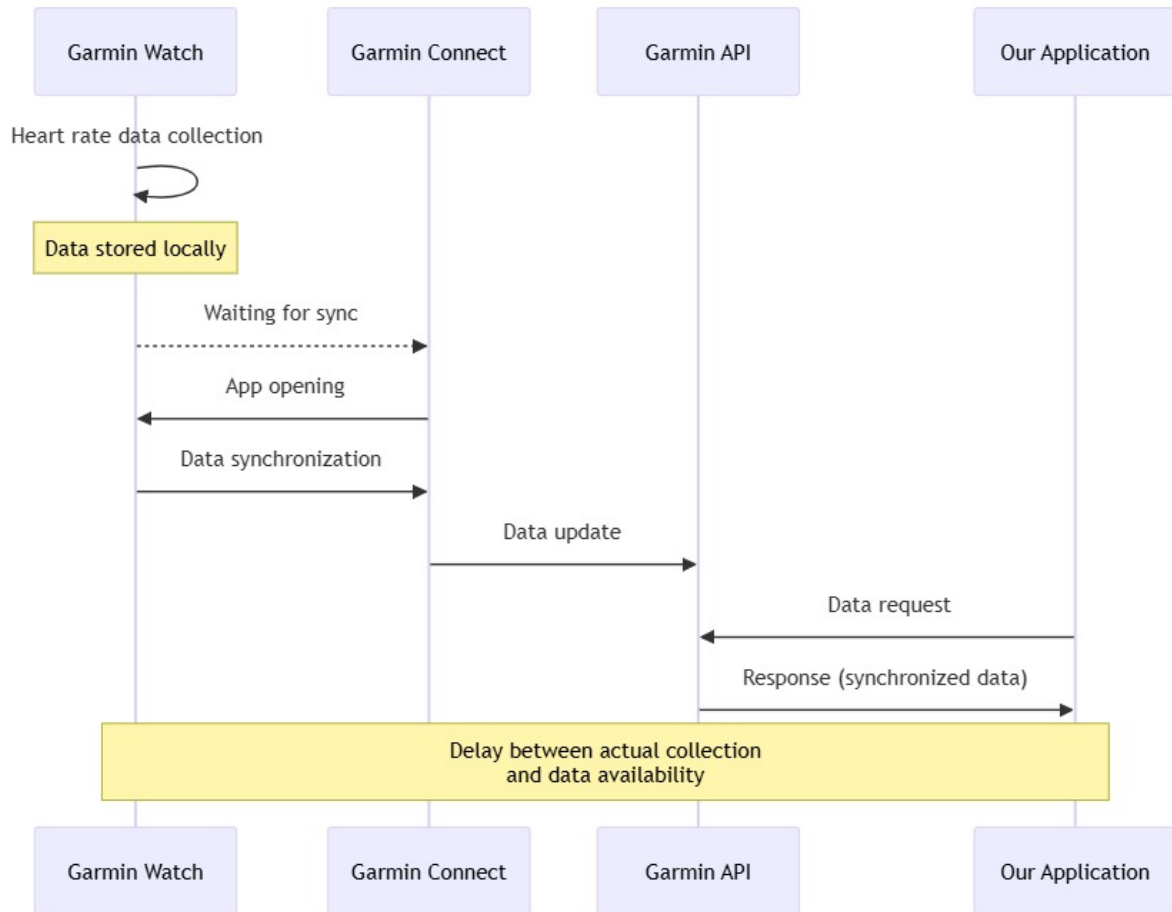 Garmin Watch
Garmin Connect
Garmin API
Our Application
Heart rate data collection
Data stored locally
Waiting for sync
App opening
Data synchronization
Data update
Data request
Response (synchronized data)
Delay between actual collection
and data availability
Garmin Watch
Garmin Connect
Garmin API
Our Application